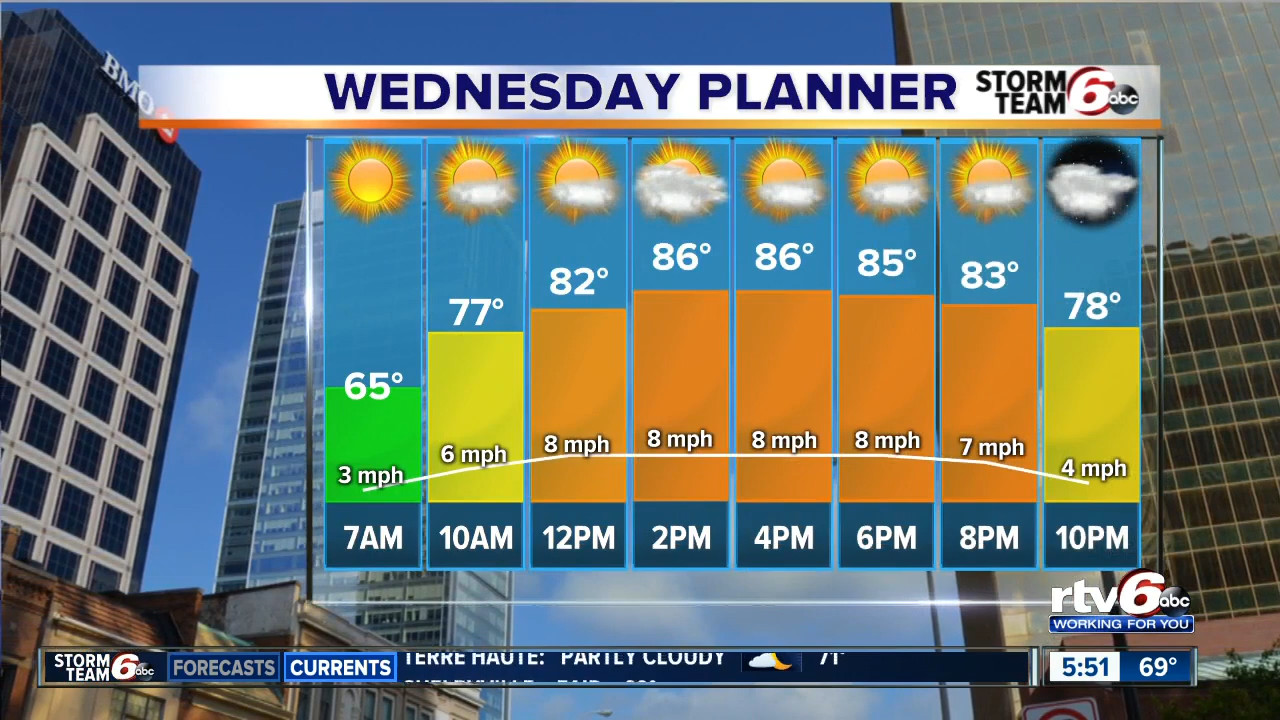 BMO
WEDNESDAY PLANNER
STORM TEAM 6 abc
65° 77° 82° 86° 86° 85° 83° 78°
3 mph 6 mph 8 mph 8 mph 8 mph 8 mph 7 mph 4 mph
7AM 10AM 12PM 2PM 4PM 6PM 8PM 10PM
rtv6 abc
WORKING FOR YOU
STORM TEAM 6 abc FORECASTS CURRENTS TERRE HAUTE: PARTLY CLOUDY 71° 5:51 69°